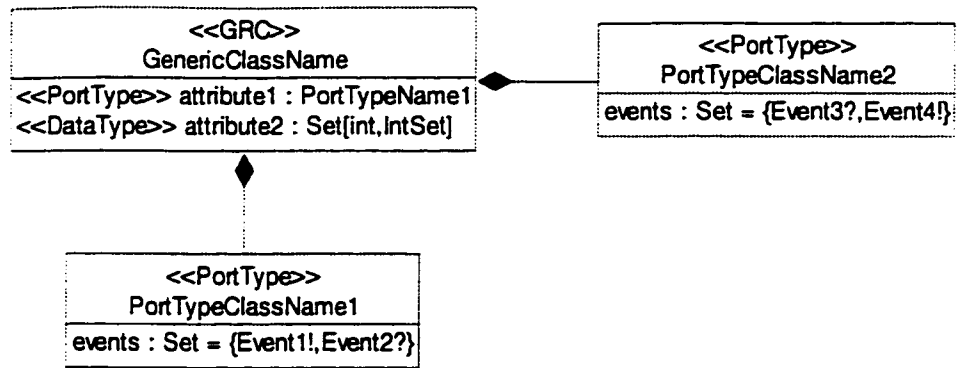 <<GRC>>
GenericClassName
<<PortType>> attribute1 : PortTypeName1
<<DataType>> attribute2 : Set[int,IntSet]
<<PortType>>
PortTypeClassName2
events : Set = {Event3?,Event4!}
<<PortType>>
PortTypeClassName1
events : Set = {Event1!,Event2?}